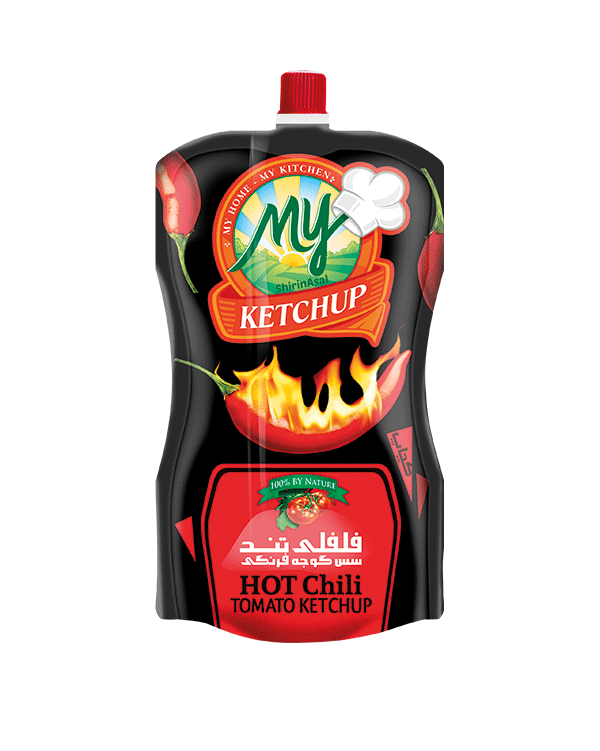 MY HOME - MY KITCHEN
My
ShirinAsal
KETCHUP
کچاپ
100% BY NATURE
فلفلی تند
سس گوجه فرنگی
HOT Chili
TOMATO KETCHUP